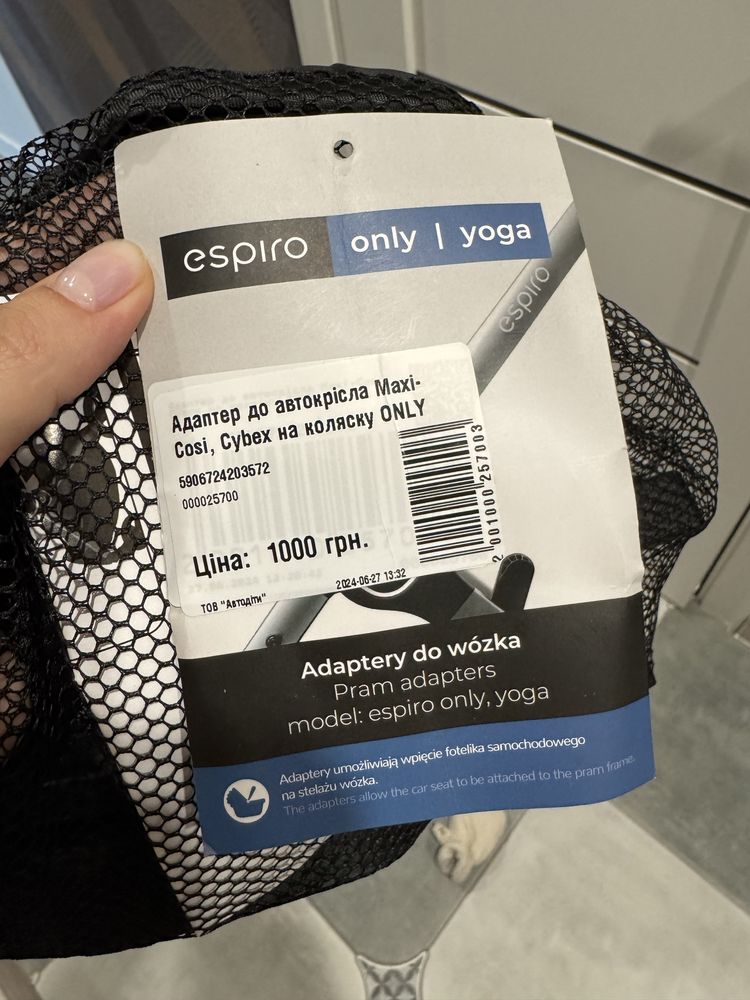 espiro only | yoga
espiro
Адаптер до автокрісла Maxi-
Cosi, Cybex на коляску ONLY
5906724203572
000025700
2 001000 257003
Ціна: 1000 грн.
2024-06-27 13:32
ТОВ "Автодіти"
Adaptery do wózka
Pram adapters
model: espiro only, yoga
Adaptery umożliwiają wpięcie fotelika samochodowego
na stelażu wózka.
The adapters allow the car seat to be attached to the pram frame.